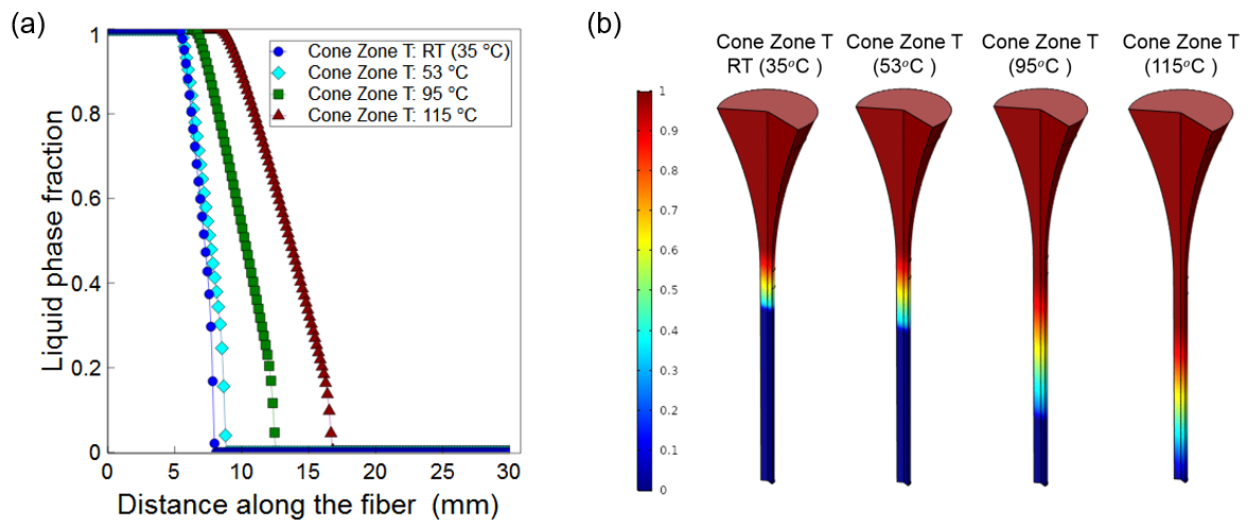 (a)
1
0.8
0.6
0.4
0.2
0
Liquid phase fraction
Cone Zone T: RT (35 °C)
Cone Zone T: 53 °C
Cone Zone T: 95 °C
Cone Zone T: 115 °C
0 5 10 15 20 25 30
Distance along the fiber (mm)
(b)
Cone Zone T
RT (35°C )
Cone Zone T
(53°C )
Cone Zone T
(95°C )
Cone Zone T
(115°C )
1
0.9
0.8
0.7
0.6
0.5
0.4
0.3
0.2
0.1
0